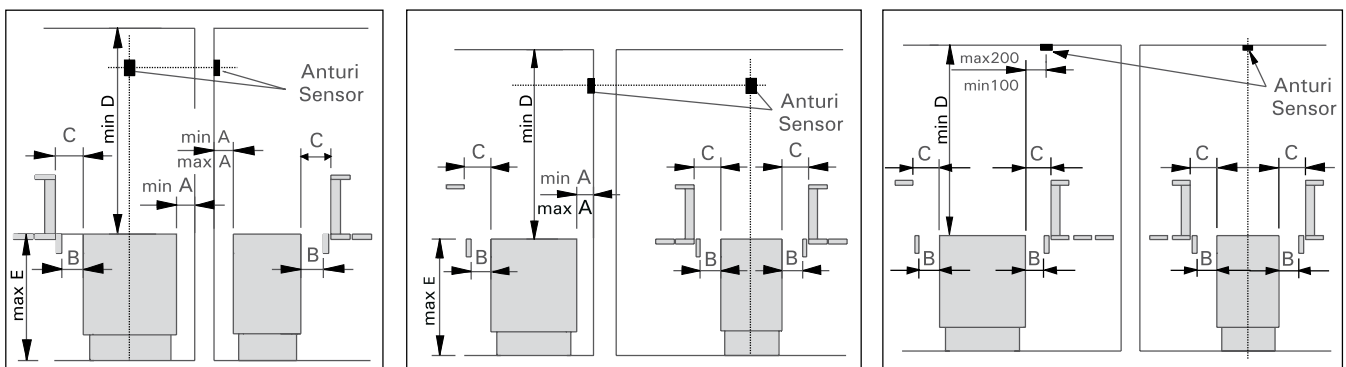 Anturi
Sensor
C
min D
min A
max A
C
min A
B
B
max E
Anturi
Sensor
min D
C
min A
max A
C
C
B
B
B
max E
max200
min100
Anturi
Sensor
min D
C
C
C
C
B
B
B
B